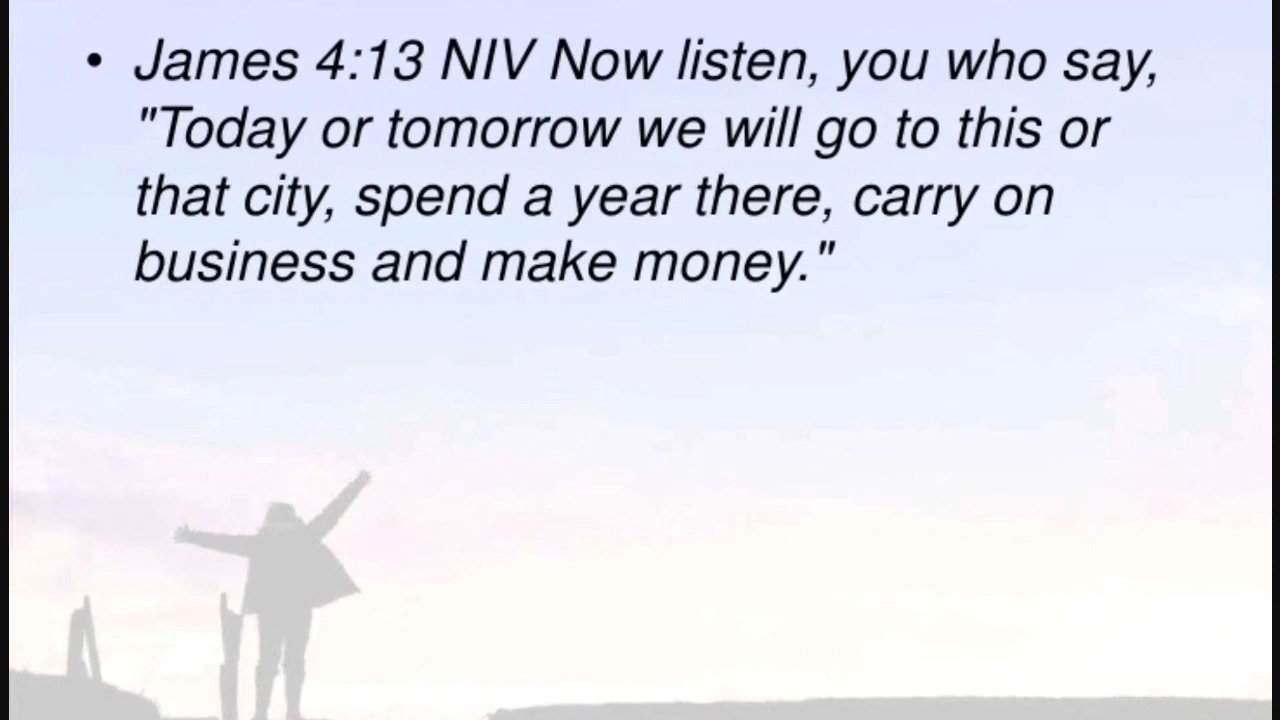 • James 4:13 NIV Now listen, you who say,
"Today or tomorrow we will go to this or
that city, spend a year there, carry on
business and make money."